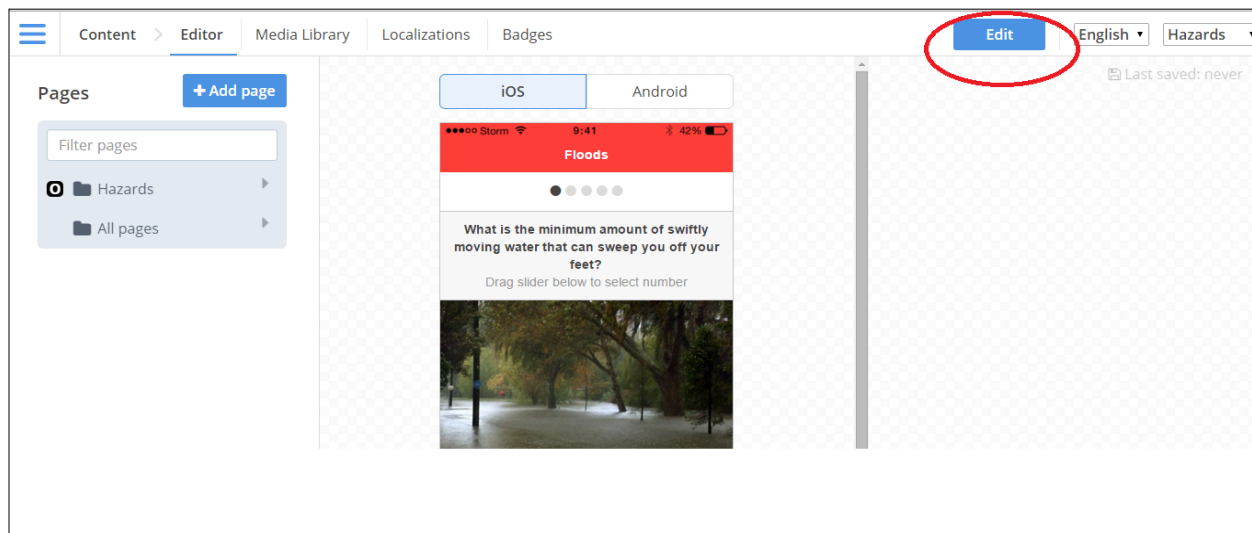 Content > Editor Media Library Localizations Badges Edit English Hazards
Last saved: never
Pages + Add page
Filter pages
Hazards
All pages
iOS Android
Storm 9:41 42%
Floods
What is the minimum amount of swiftly
moving water that can sweep you off your
feet?
Drag slider below to select number